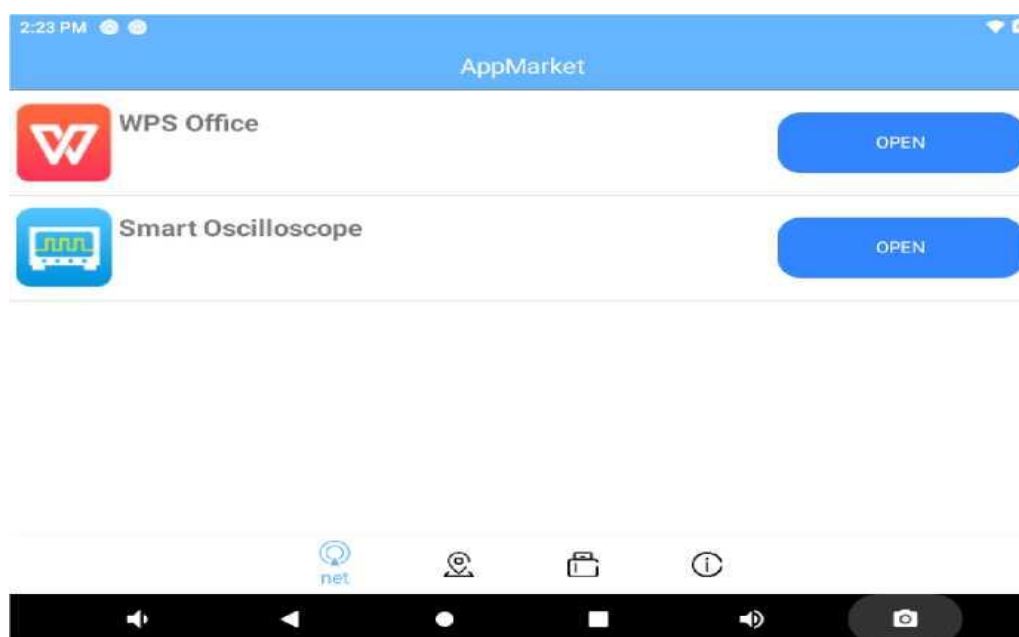 2:23 PM
AppMarket
WPS Office
OPEN
Smart Oscilloscope
OPEN
net